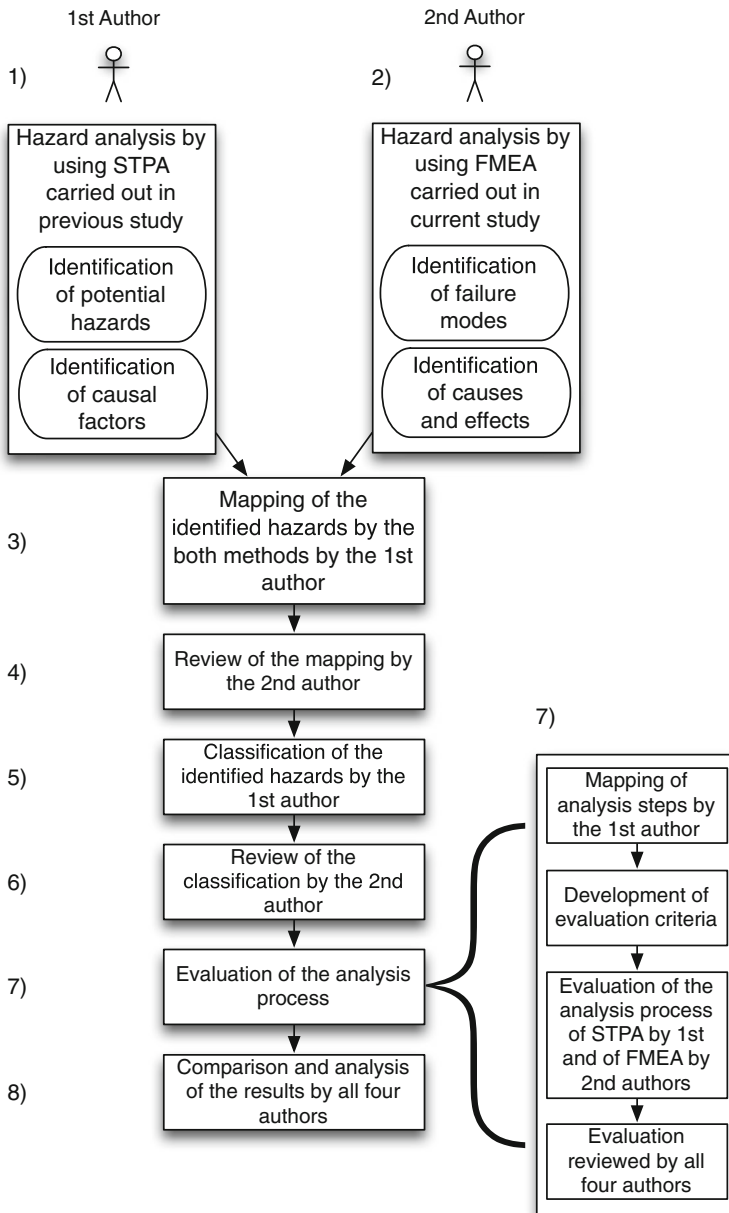 1st Author
2nd Author
1)
2)
Hazard analysis by
using STPA
carried out in
previous study
Identification
of potential
hazards
Identification
of causal
factors
Hazard analysis by
using FMEA
carried out in
current study
Identification
of failure
modes
Identification
of causes
and effects
3)
Mapping of the
identified hazards by the
both methods by the 1st
author
4)
Review of the mapping by
the 2nd author
5)
Classification of the
identified hazards by the
1st author
6)
Review of the
classification by the 2nd
author
7)
Evaluation of the analysis
process
8)
Comparison and analysis
of the results by all four
authors
7)
Mapping of
analysis steps by
the 1st author
Development of
evaluation criteria
Evaluation of the
analysis process
of STPA by 1st
and of FMEA by
2nd authors
Evaluation
reviewed by all
four authors